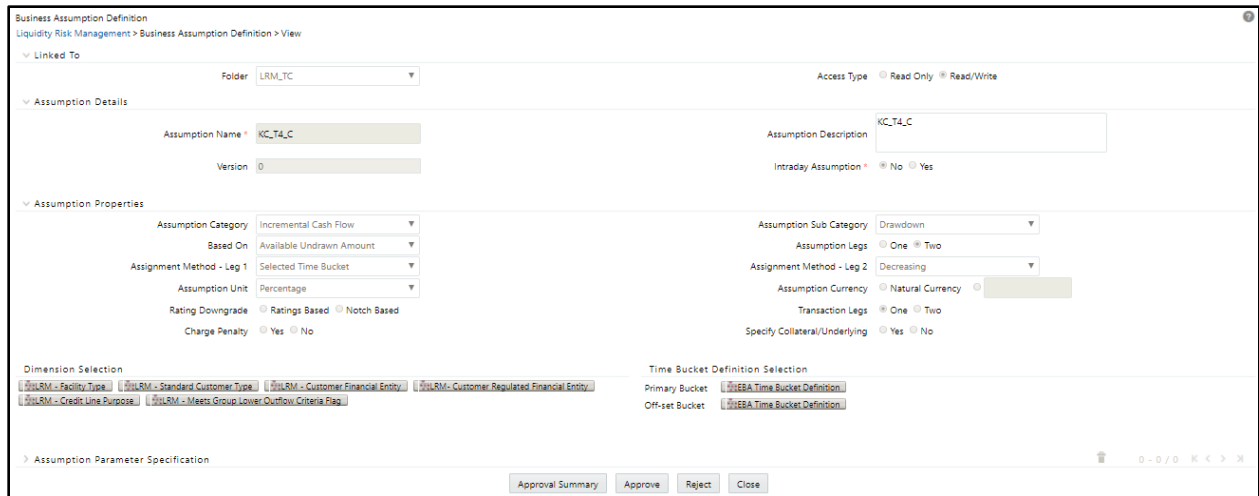 Business Assumption Definition
Liquidity Risk Management > Business Assumption Definition > View
Linked To
Folder LRM_TC Access Type Read Only Read/Write
Assumption Details
Assumption Name * KC_T4_C Assumption Description KC_T4_C
Version 0 Intraday Assumption * No Yes
Assumption Properties
Assumption Category Incremental Cash Flow Assumption Sub Category Drawdown
Based On Available Undrawn Amount Assumption Legs One Two
Assignment Method - Leg 1 Selected Time Bucket Assignment Method - Leg 2 Decreasing
Assumption Unit Percentage Assumption Currency Natural Currency
Rating Downgrade Ratings Based Notch Based Transaction Legs One Two
Charge Penalty Yes No Specify Collateral/Underlying Yes No
Dimension Selection Time Bucket Definition Selection
LRM - Facility Type LRM - Standard Customer Type LRM - Customer Financial Entity LRM- Customer Regulated Financial Entity Primary Bucket EBA Time Bucket Definition
LRM - Credit Line Purpose LRM - Meets Group Lower Outflow Criteria Flag Off-set Bucket EBA Time Bucket Definition
Assumption Parameter Specification 0 - 0 / 0
Approval Summary Approve Reject Close